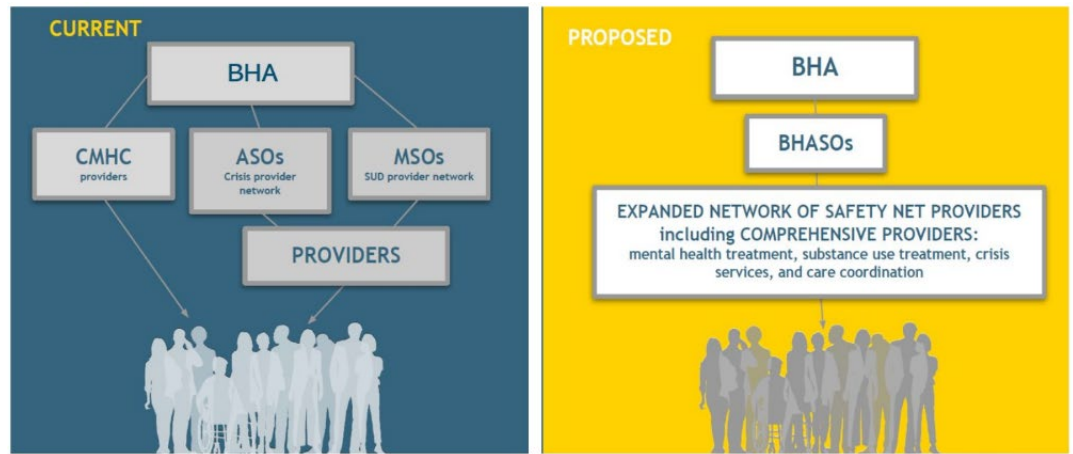 CURRENT
BHA
CMHC
providers
ASOs
Crisis provider
network
MSOs
SUD provider network
PROVIDERS
PROPOSED
BHA
BHASOs
EXPANDED NETWORK OF SAFETY NET PROVIDERS
including COMPREHENSIVE PROVIDERS:
mental health treatment, substance use treatment, crisis
services, and care coordination